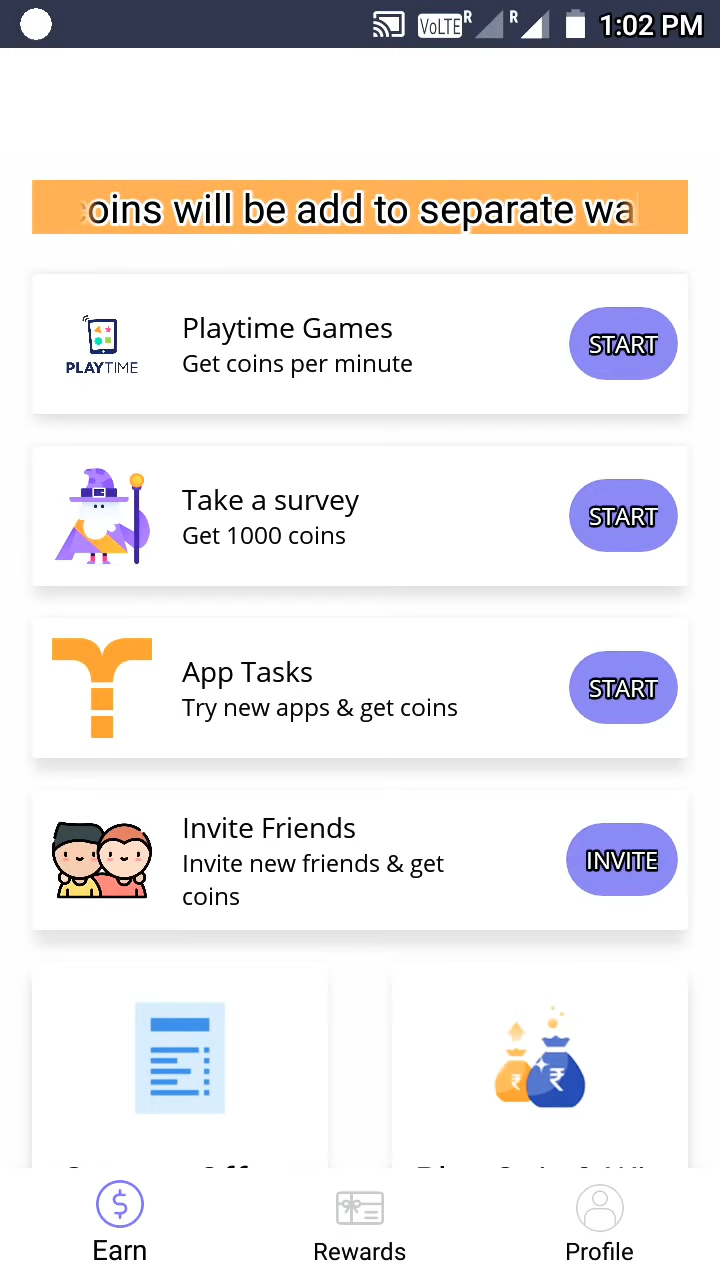 VoLTE R R 1:02 PM
oins will be add to separate wa
PLAYTIME
Playtime Games
Get coins per minute
START
Take a survey
Get 1000 coins
START
App Tasks
Try new apps & get coins
START
Invite Friends
Invite new friends & get
coins
INVITE
₹ ₹
$
Earn
Rewards
Profile